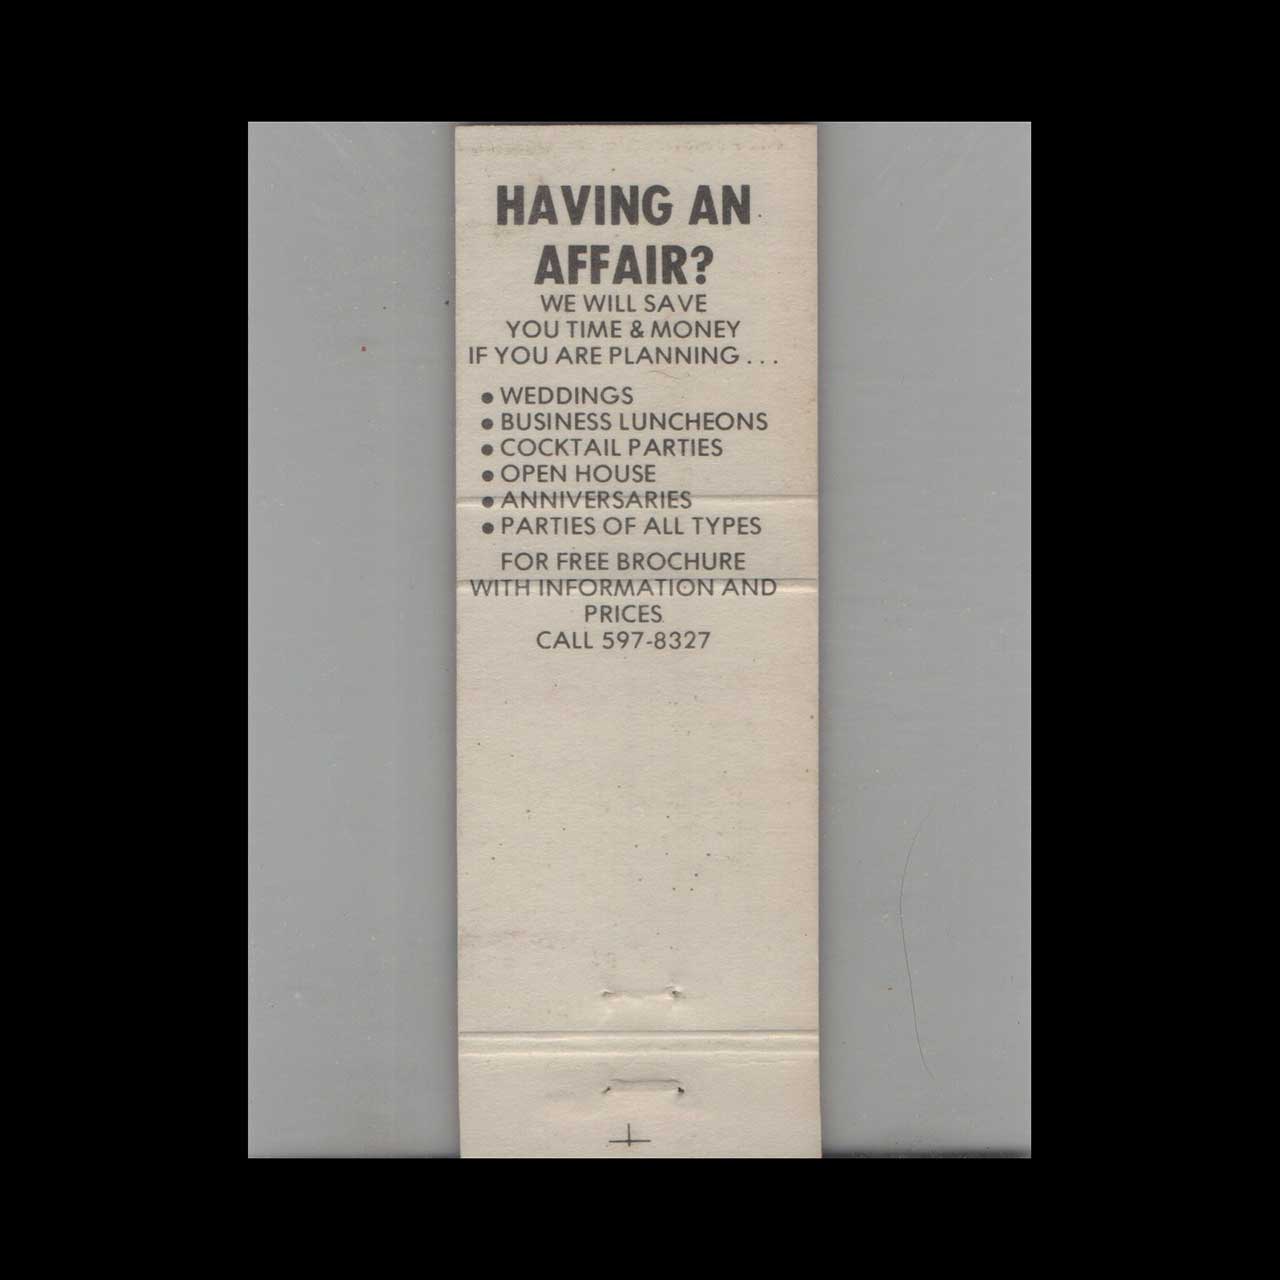 HAVING AN
AFFAIR?
WE WILL SAVE
YOU TIME & MONEY
IF YOU ARE PLANNING . . .
• WEDDINGS
• BUSINESS LUNCHEONS
• COCKTAIL PARTIES
• OPEN HOUSE
• ANNIVERSARIES
• PARTIES OF ALL TYPES
FOR FREE BROCHURE
WITH INFORMATION AND
PRICES
CALL 597-8327